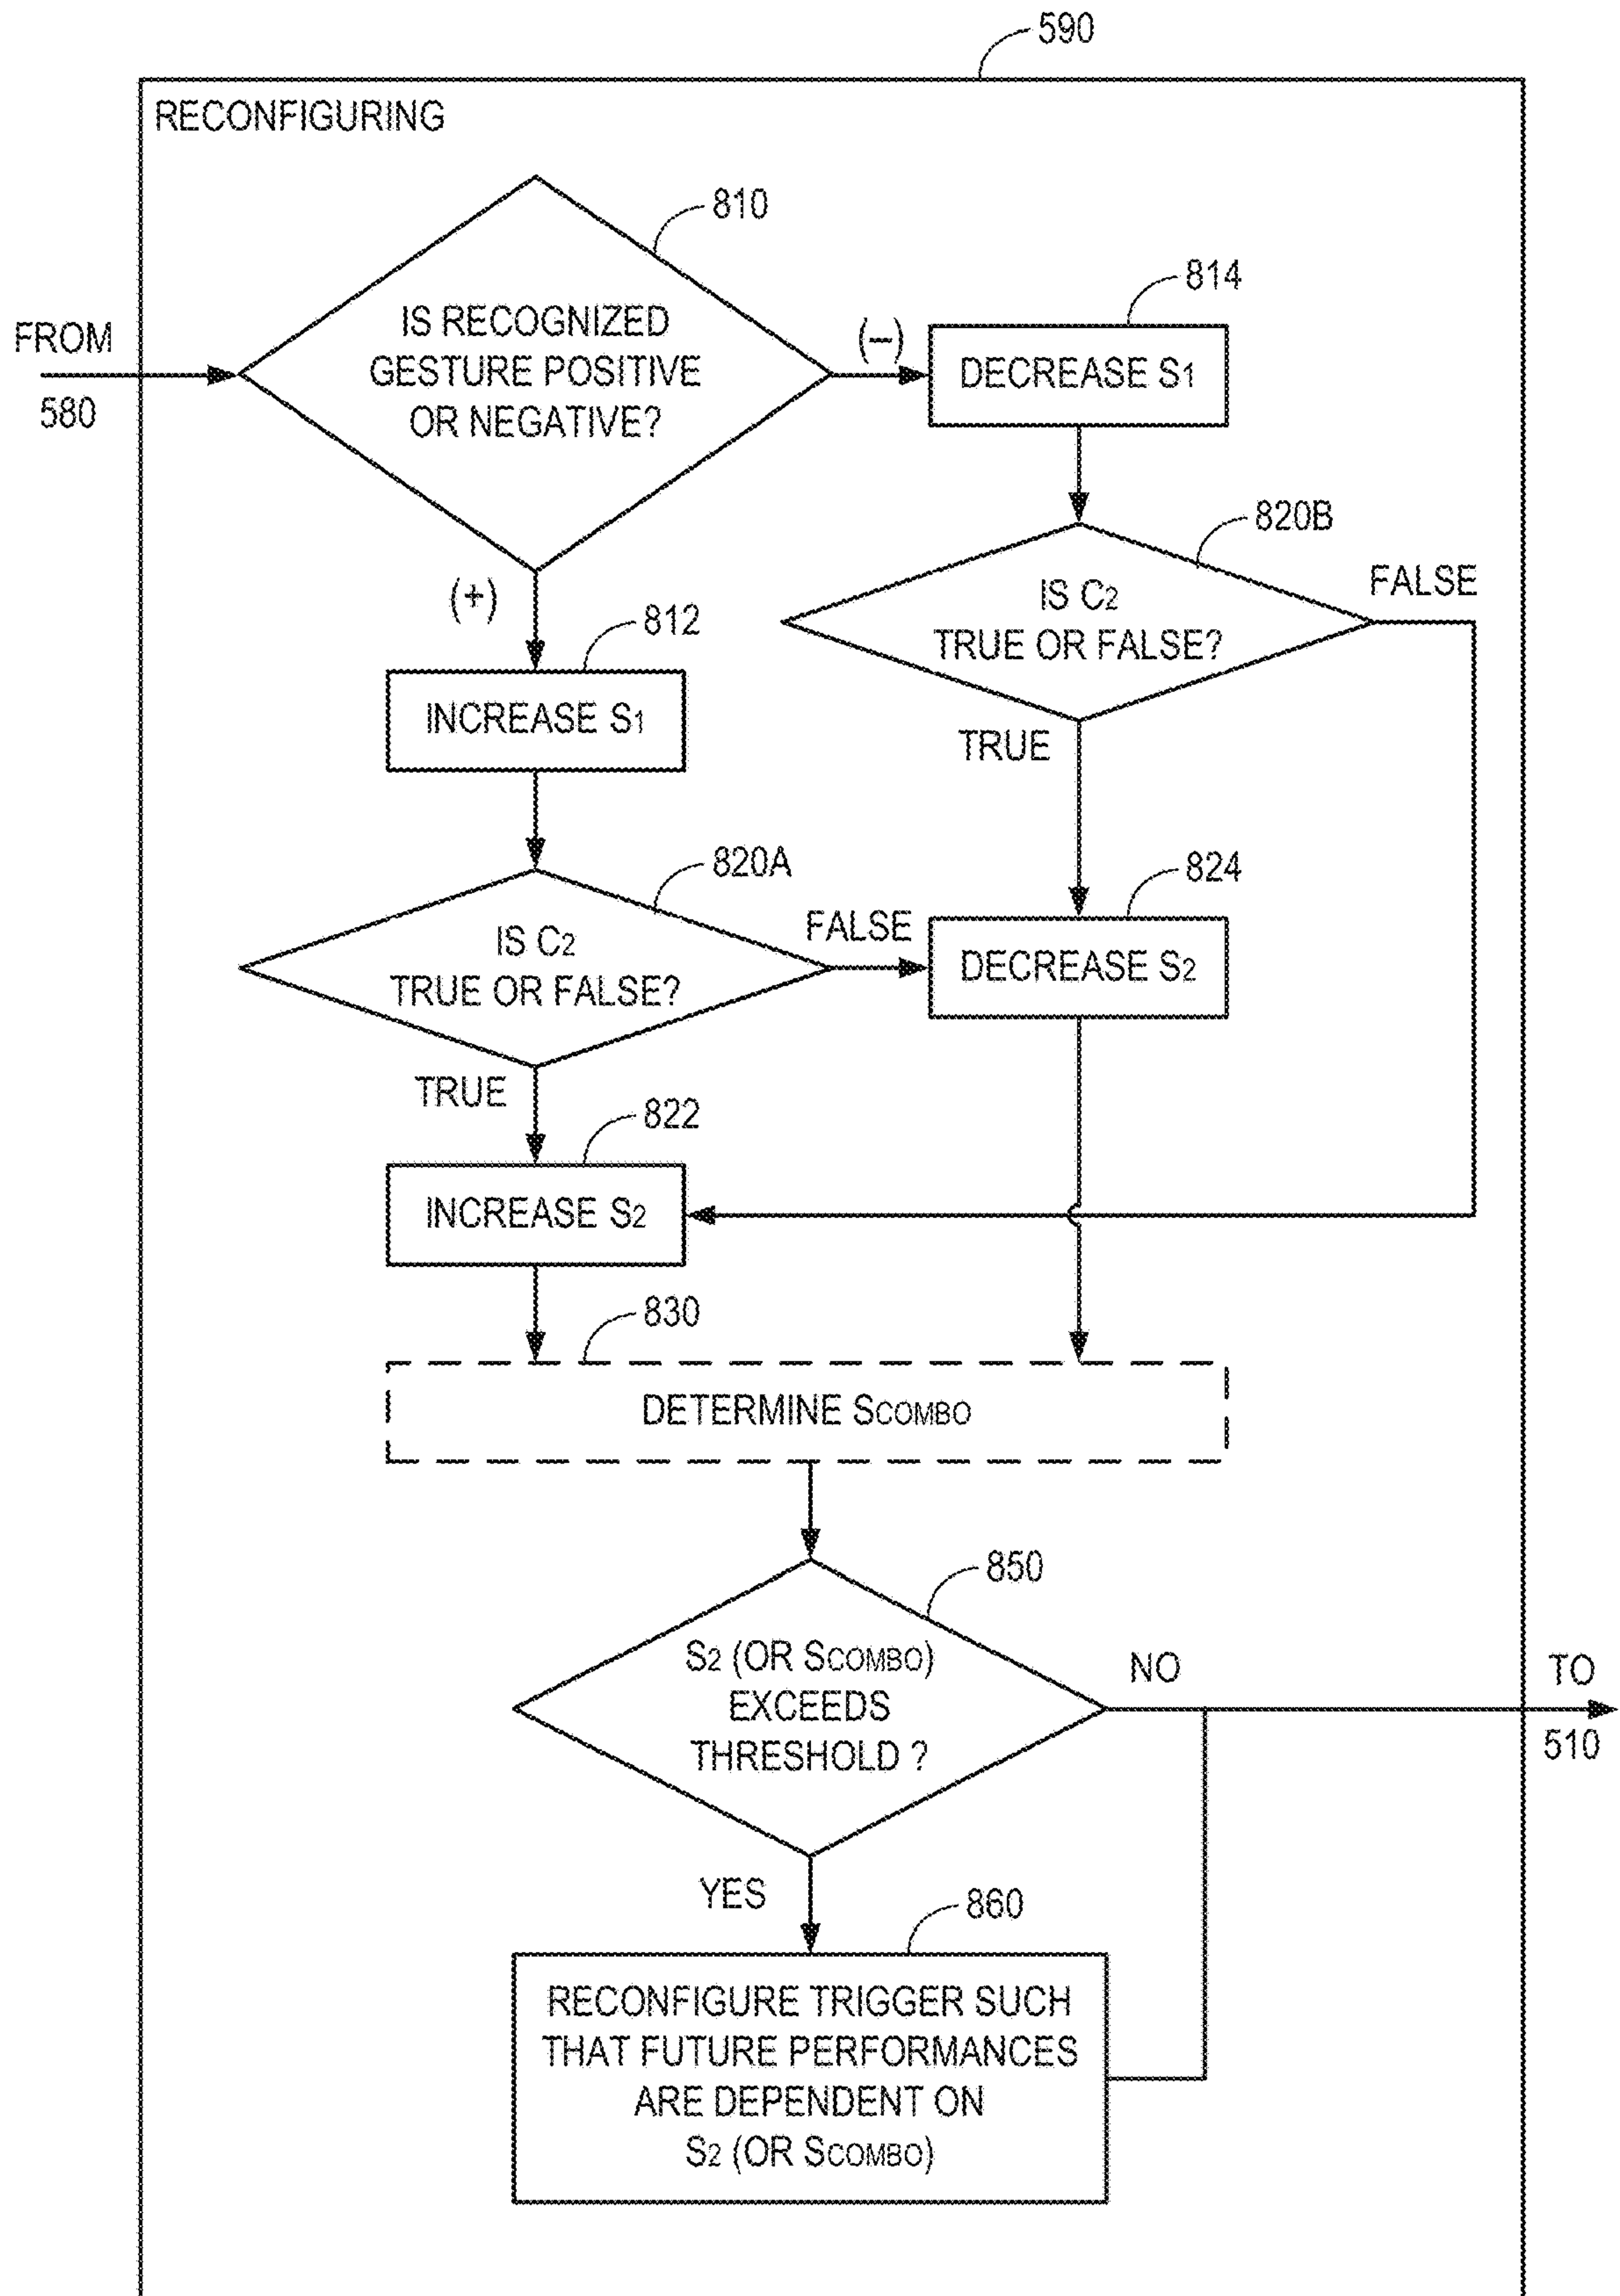 590
RECONFIGURING
810
IS RECOGNIZED
GESTURE POSITIVE
OR NEGATIVE?
FROM
580
(–)
814
DECREASE S1
820B
IS C2
TRUE OR FALSE?
FALSE
TRUE
(+)
812
INCREASE S1
820A
IS C2
TRUE OR FALSE?
FALSE
824
DECREASE S2
TRUE
822
INCREASE S2
830
DETERMINE SCOMBO
850
S2 (OR SCOMBO)
EXCEEDS
THRESHOLD ?
NO
TO
510
YES
860
RECONFIGURE TRIGGER SUCH
THAT FUTURE PERFORMANCES
ARE DEPENDENT ON
S2 (OR SCOMBO)